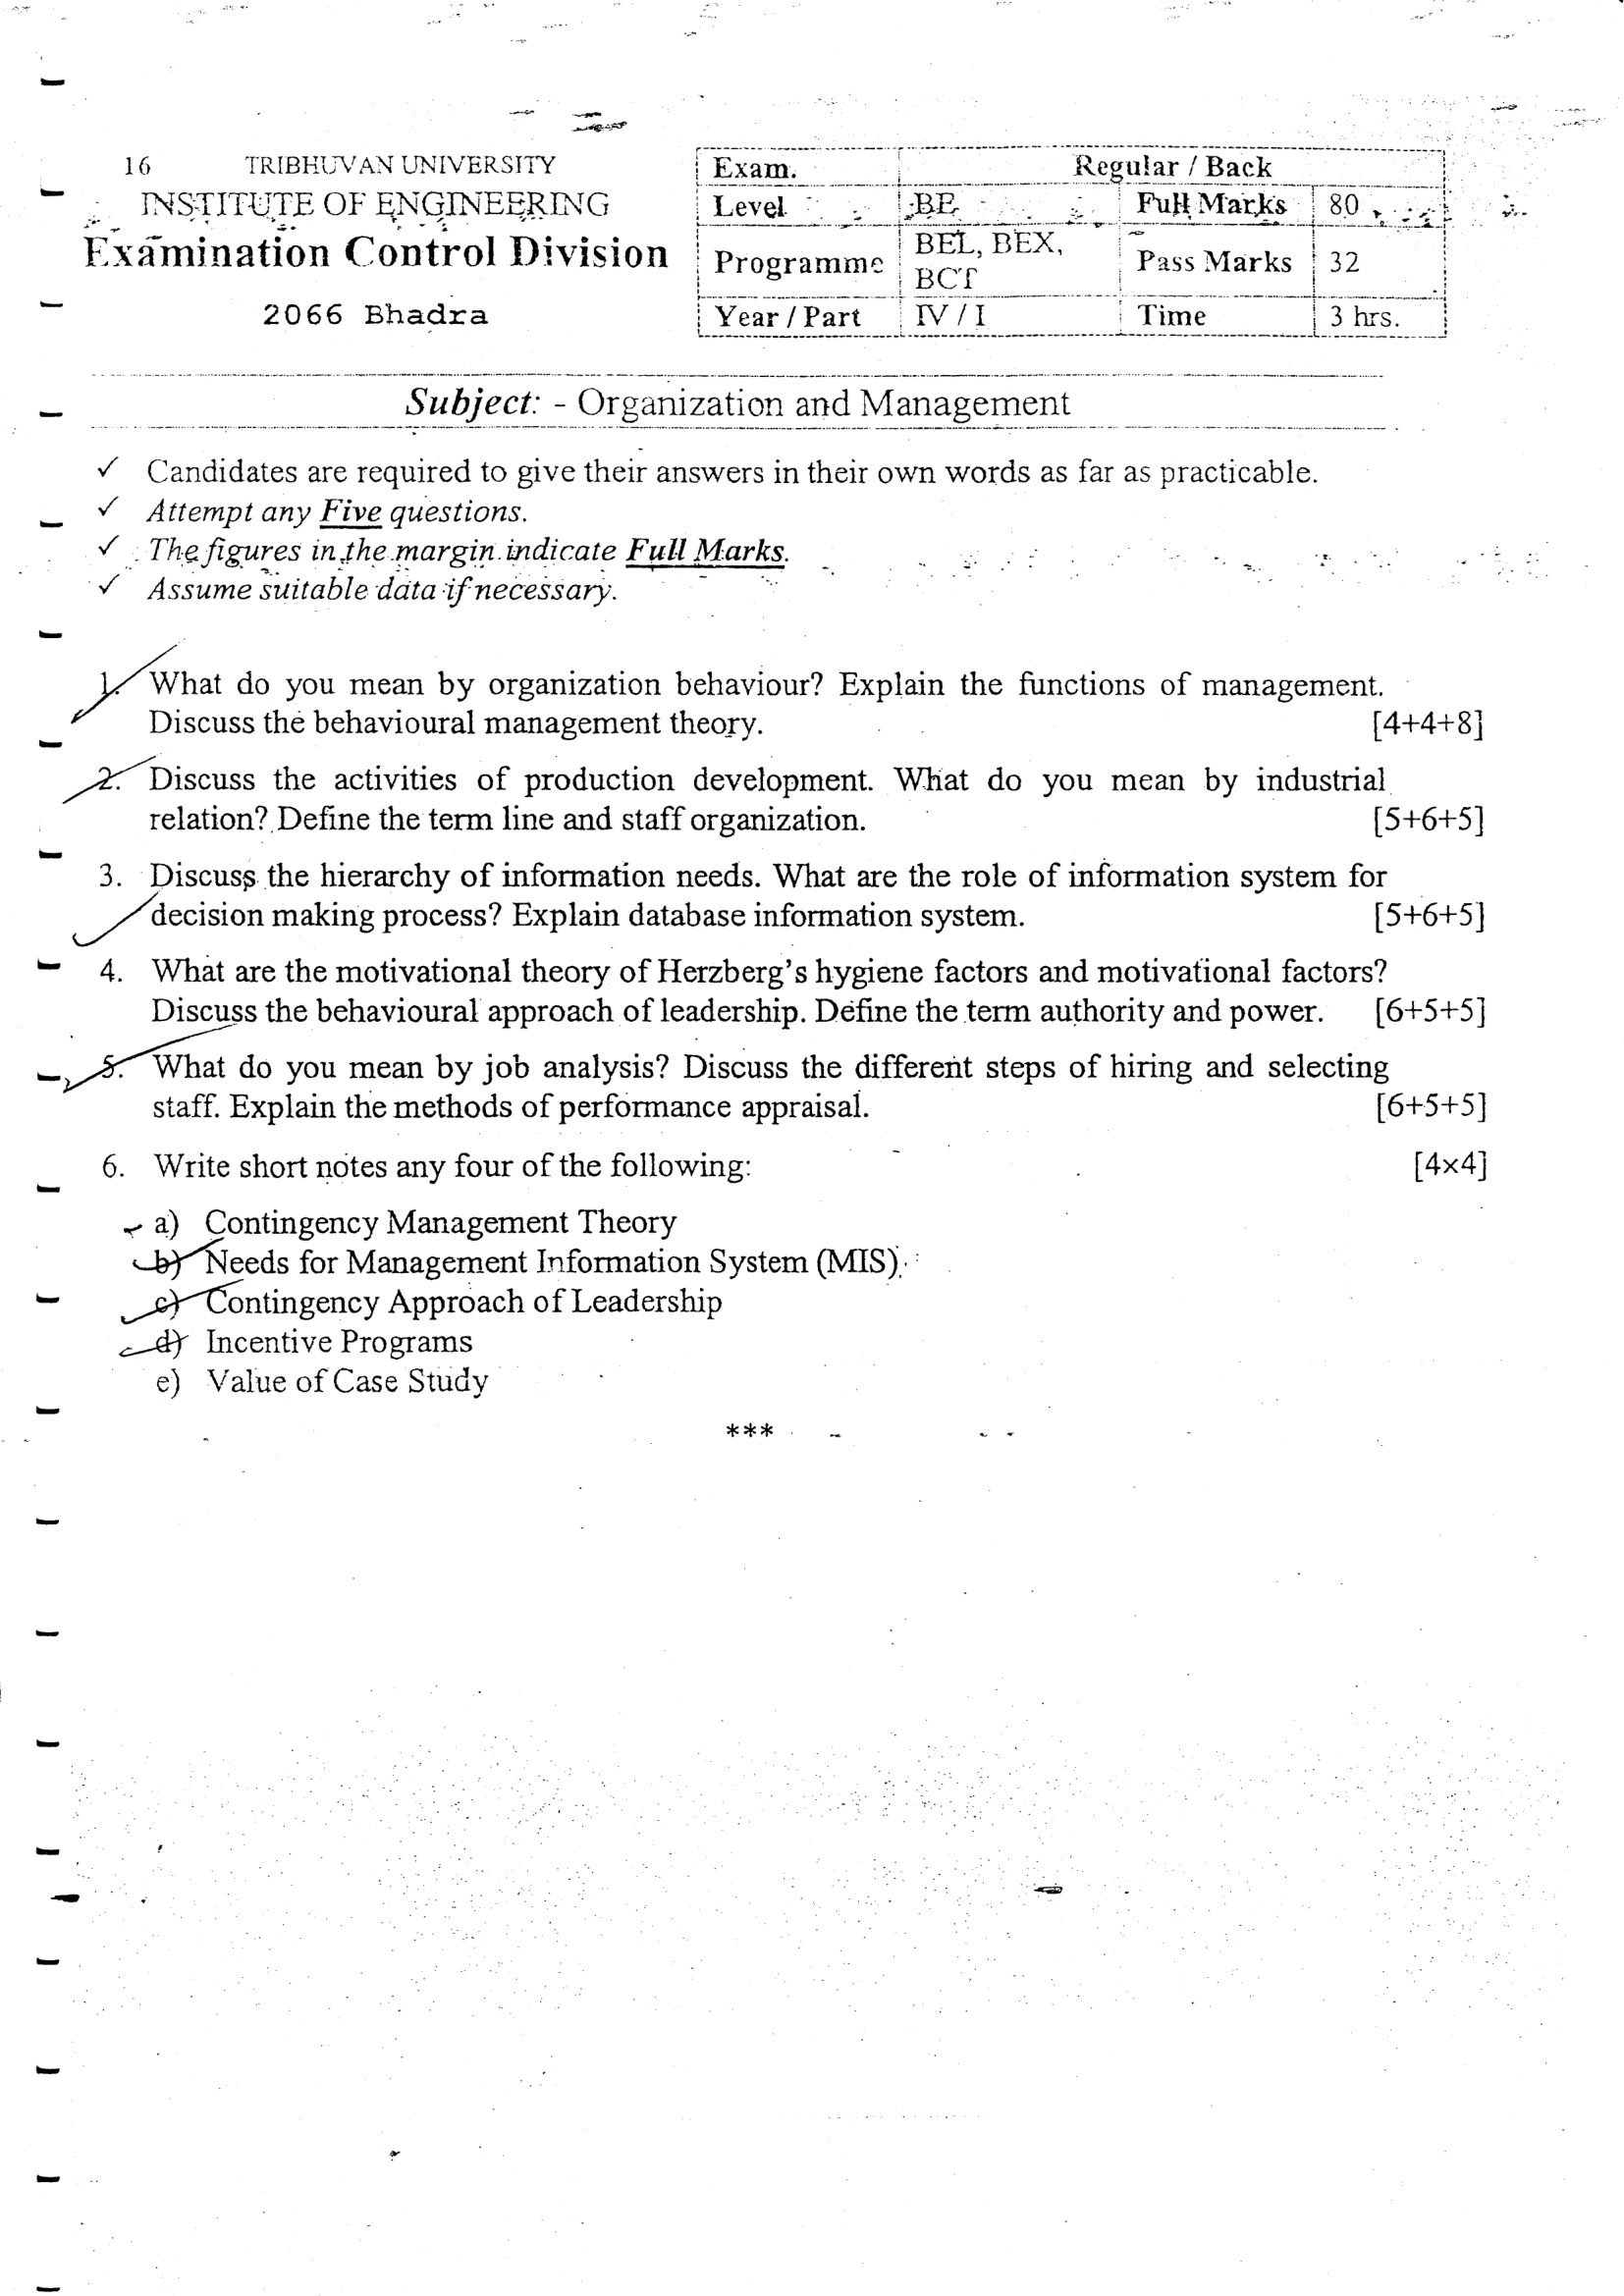 16 TRIBHUVAN UNIVERSITY
INSTITUTE OF ENGINEERING
Examination Control Division
2066 Bhadra
Exam. Regular / Back
Level BE Full Marks 80
Programme BEL, BEX, BCT Pass Marks 32
Year / Part IV / I Time 3 hrs.
Subject: - Organization and Management
✓ Candidates are required to give their answers in their own words as far as practicable.
✓ Attempt any Five questions.
✓ The figures in the margin indicate Full Marks.
✓ Assume suitable data if necessary.
1. What do you mean by organization behaviour? Explain the functions of management.
Discuss the behavioural management theory. [4+4+8]
2. Discuss the activities of production development. What do you mean by industrial
relation? Define the term line and staff organization. [5+6+5]
3. Discuss the hierarchy of information needs. What are the role of information system for
decision making process? Explain database information system. [5+6+5]
4. What are the motivational theory of Herzberg's hygiene factors and motivational factors?
Discuss the behavioural approach of leadership. Define the term authority and power. [6+5+5]
5. What do you mean by job analysis? Discuss the different steps of hiring and selecting
staff. Explain the methods of performance appraisal. [6+5+5]
6. Write short notes any four of the following: [4×4]
a) Contingency Management Theory
b) Needs for Management Information System (MIS)
c) Contingency Approach of Leadership
d) Incentive Programs
e) Value of Case Study
***